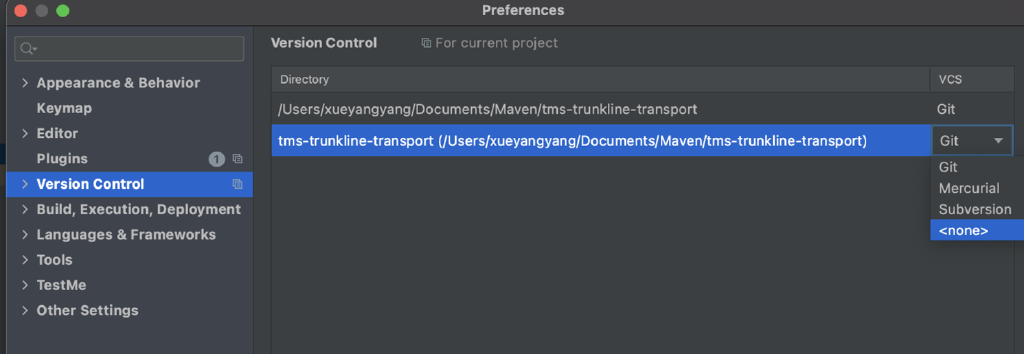 Preferences
Version Control For current project
Appearance & Behavior
Keymap
Editor
Plugins 1
Version Control
Build, Execution, Deployment
Languages & Frameworks
Tools
TestMe
Other Settings
Directory VCS
/Users/xueyangyang/Documents/Maven/tms-trunkline-transport Git
tms-trunkline-transport (/Users/xueyangyang/Documents/Maven/tms-trunkline-transport) Git
Git
Mercurial
Subversion
<none>